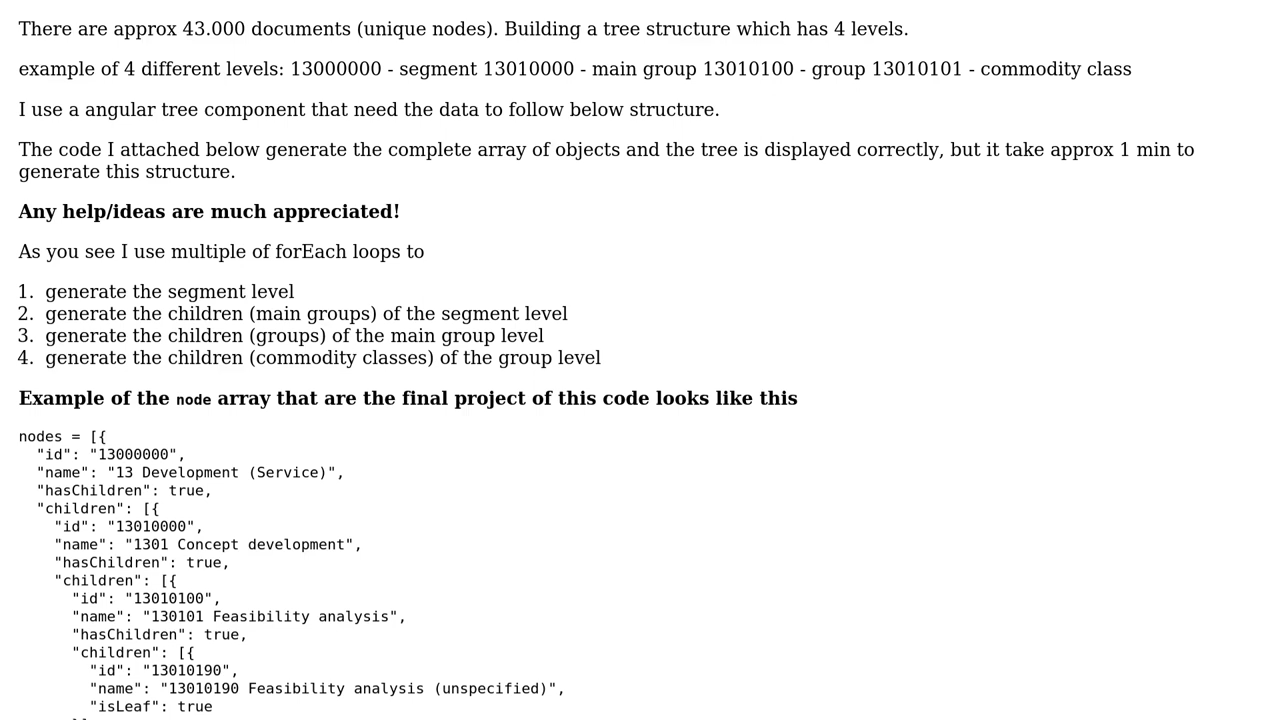 There are approx 43.000 documents (unique nodes). Building a tree structure which has 4 levels.
example of 4 different levels: 13000000 - segment 13010000 - main group 13010100 - group 13010101 - commodity class
I use a angular tree component that need the data to follow below structure.
The code I attached below generate the complete array of objects and the tree is displayed correctly, but it take approx 1 min to
generate this structure.
Any help/ideas are much appreciated!
As you see I use multiple of forEach loops to
1. generate the segment level
2. generate the children (main groups) of the segment level
3. generate the children (groups) of the main group level
4. generate the children (commodity classes) of the group level
Example of the node array that are the final project of this code looks like this
nodes = [{
  "id": "13000000",
  "name": "13 Development (Service)",
  "hasChildren": true,
  "children": [{
    "id": "13010000",
    "name": "1301 Concept development",
    "hasChildren": true,
    "children": [{
      "id": "13010100",
      "name": "130101 Feasibility analysis",
      "hasChildren": true,
      "children": [{
        "id": "13010190",
        "name": "13010190 Feasibility analysis (unspecified)",
        "isLeaf": true